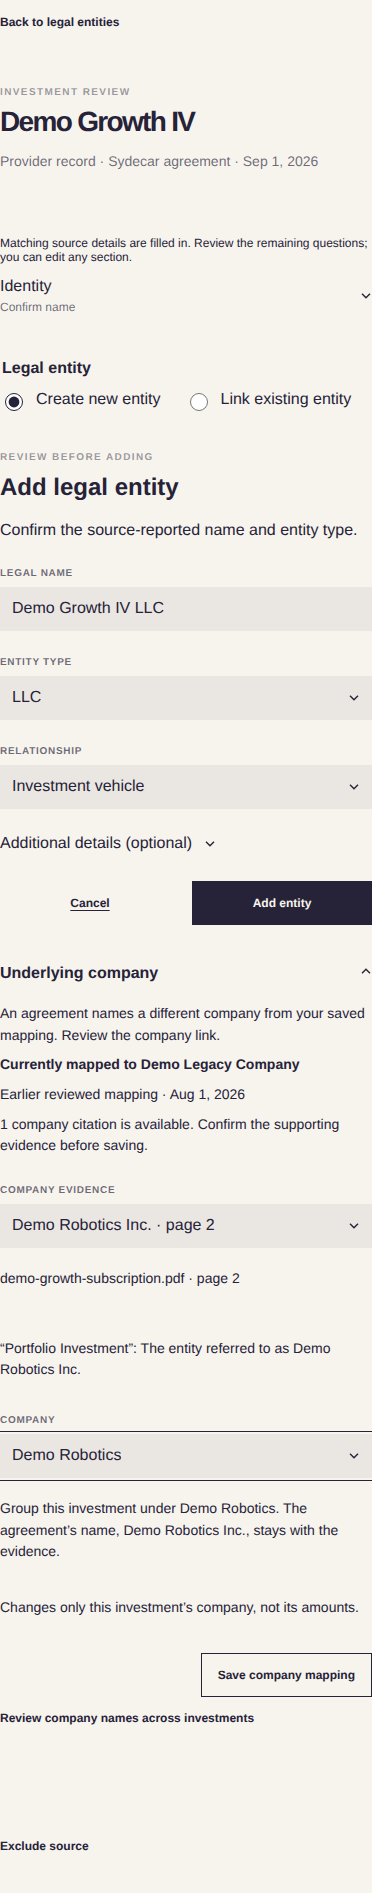 Back to legal entities
INVESTMENT REVIEW
Demo Growth IV
Provider record · Sydecar agreement · Sep 1, 2026
Matching source details are filled in. Review the remaining questions;
you can edit any section.
Identity
Confirm name
Legal entity
Create new entity
Link existing entity
REVIEW BEFORE ADDING
Add legal entity
Confirm the source-reported name and entity type.
LEGAL NAME
Demo Growth IV LLC
ENTITY TYPE
LLC
RELATIONSHIP
Investment vehicle
Additional details (optional)
Cancel
Add entity
Underlying company
An agreement names a different company from your saved
mapping. Review the company link.
Currently mapped to Demo Legacy Company
Earlier reviewed mapping · Aug 1, 2026
1 company citation is available. Confirm the supporting
evidence before saving.
COMPANY EVIDENCE
Demo Robotics Inc. · page 2
demo-growth-subscription.pdf · page 2
“Portfolio Investment”: The entity referred to as Demo
Robotics Inc.
COMPANY
Demo Robotics
Group this investment under Demo Robotics. The
agreement’s name, Demo Robotics Inc., stays with the
evidence.
Changes only this investment’s company, not its amounts.
Save company mapping
Review company names across investments
Exclude source